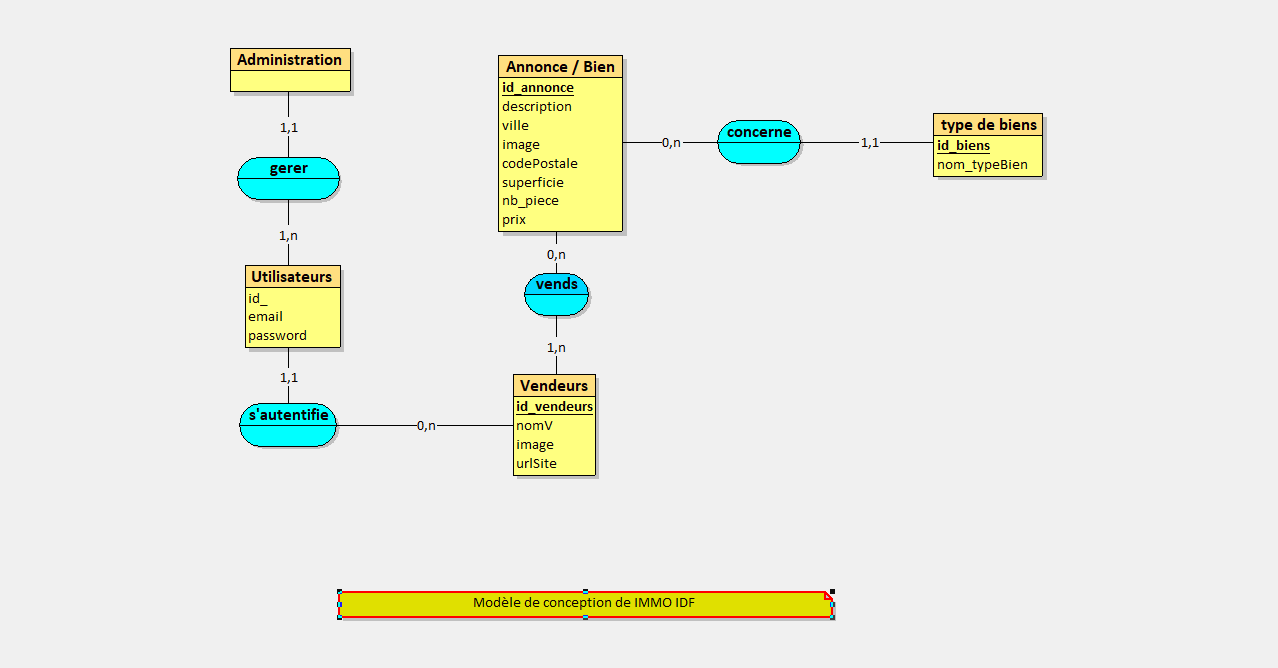 Administration
1,1
gerer
1,n
Utilisateurs
id_
email
password
1,1
s'autentifie
0,n
Annonce / Bien
id_annonce
description
ville
image
codePostale
superficie
nb_piece
prix
0,n
concerne
1,1
type de biens
id_biens
nom_typeBien
0,n
vends
1,n
Vendeurs
id_vendeurs
nomV
image
urlSite
Modèle de conception de IMMO IDF